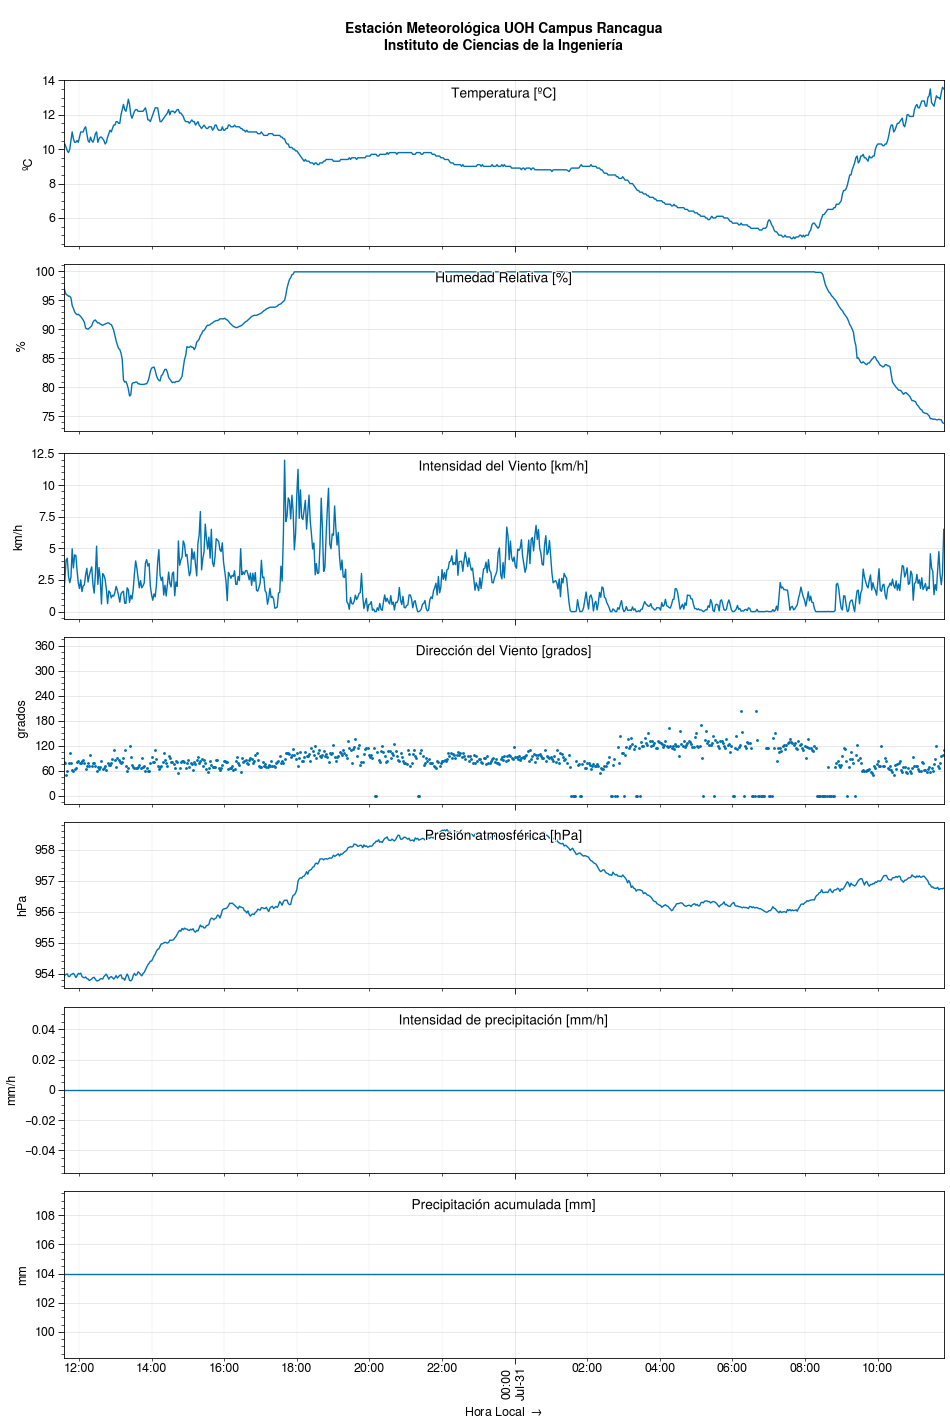 Estación Meteorológica UOH Campus Rancagua
Instituto de Ciencias de la Ingeniería
Temperatura [ºC]
14
12
10
8
6
ºC
Humedad Relativa [%]
100
95
90
85
80
75
%
Intensidad del Viento [km/h]
12.5
10
7.5
5
2.5
0
km/h
Dirección del Viento [grados]
360
300
240
180
120
60
0
grados
Presión atmosférica [hPa]
958
957
956
955
954
hPa
Intensidad de precipitación [mm/h]
0.04
0.02
0
−0.02
−0.04
mm/h
Precipitación acumulada [mm]
108
106
104
102
100
mm
12:00 14:00 16:00 18:00 20:00 22:00 00:00 02:00 04:00 06:00 08:00 10:00
Jul-31
Hora Local →